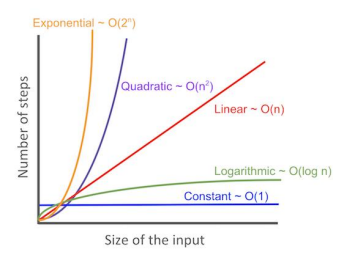 Exponential ~ O(2ⁿ)
Quadratic ~ O(n²)
Linear ~ O(n)
Logarithmic ~ O(log n)
Constant ~ O(1)
Number of steps
Size of the input